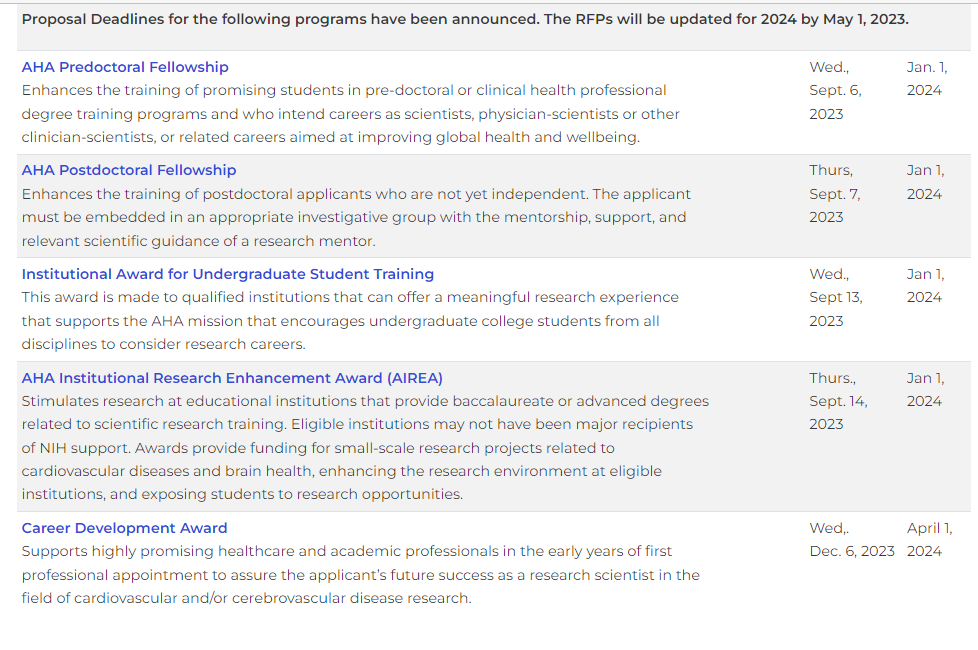 Proposal Deadlines for the following programs have been announced. The RFPs will be updated for 2024 by May 1, 2023.
AHA Predoctoral Fellowship
Enhances the training of promising students in pre-doctoral or clinical health professional
degree training programs and who intend careers as scientists, physician-scientists or other
clinician-scientists, or related careers aimed at improving global health and wellbeing.
Wed.,
Sept. 6,
2023
Jan. 1,
2024
AHA Postdoctoral Fellowship
Enhances the training of postdoctoral applicants who are not yet independent. The applicant
must be embedded in an appropriate investigative group with the mentorship, support, and
relevant scientific guidance of a research mentor.
Thurs,
Sept. 7,
2023
Jan 1,
2024
Institutional Award for Undergraduate Student Training
This award is made to qualified institutions that can offer a meaningful research experience
that supports the AHA mission that encourages undergraduate college students from all
disciplines to consider research careers.
Wed.,
Sept 13,
2023
Jan 1,
2024
AHA Institutional Research Enhancement Award (AIREA)
Stimulates research at educational institutions that provide baccalaureate or advanced degrees
related to scientific research training. Eligible institutions may not have been major recipients
of NIH support. Awards provide funding for small-scale research projects related to
cardiovascular diseases and brain health, enhancing the research environment at eligible
institutions, and exposing students to research opportunities.
Thurs.,
Sept. 14,
2023
Jan 1,
2024
Career Development Award
Supports highly promising healthcare and academic professionals in the early years of first
professional appointment to assure the applicant's future success as a research scientist in the
field of cardiovascular and/or cerebrovascular disease research.
Wed,.
Dec. 6, 2023
April 1,
2024